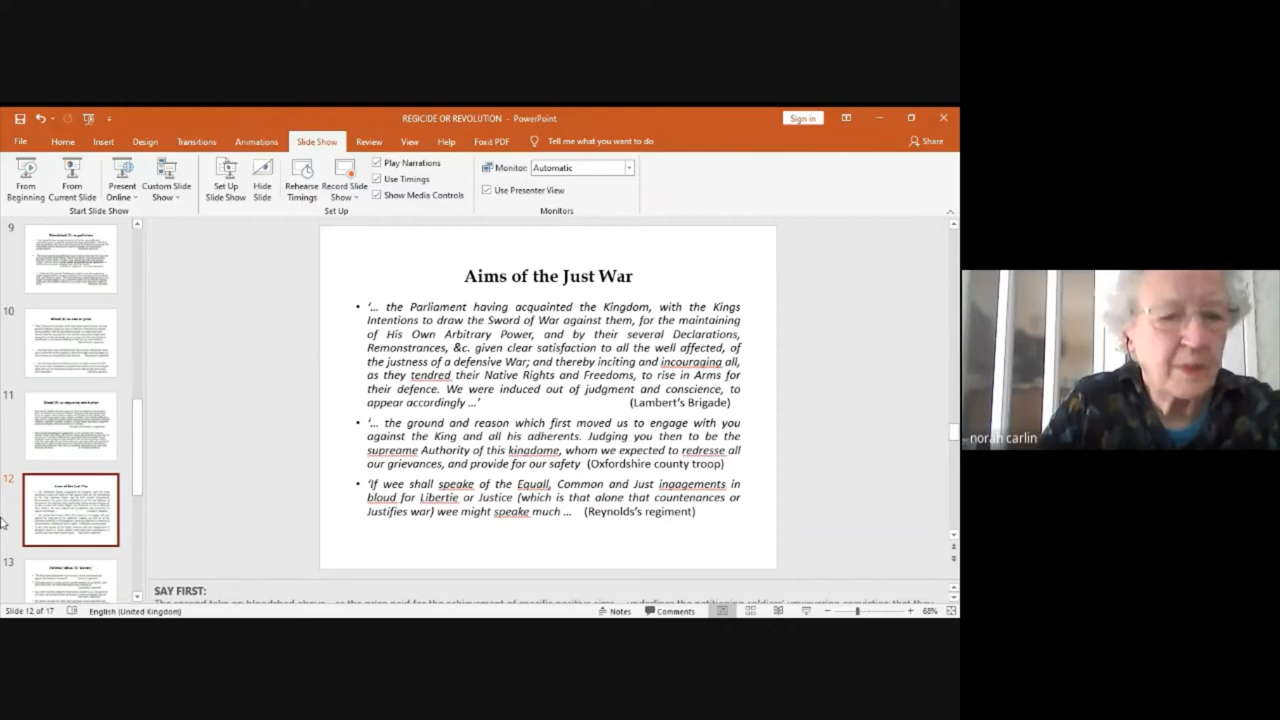 REGICIDE OR REVOLUTION - PowerPoint
Sign in
File Home Insert Design Transitions Animations Slide Show Review View Help Foxit PDF Tell me what you want to do Share
From Beginning
From Current Slide
Present Online
Custom Slide Show
Start Slide Show
Set Up Slide Show
Hide Slide
Rehearse Timings
Record Slide Show
Play Narrations
Use Timings
Show Media Controls
Set Up
Monitor: Automatic
Use Presenter View
Monitors
9
10
11
12
Aims of the Just War
13
Aims of the Just War
• ‘… the Parliament having acquainted the Kingdom, with the Kings
Intentions to draw the Sword of War against them, for the maintaining
of His Own Arbitrary Power and by their several Declarations,
Remonstrances, &c. given clear satisfaction to all the well affected, of
the justness of a defensive war; and thereby inciting and incouraging all,
as they tendred their Native Rights and Freedoms, to rise in Arms for
their defence. We were induced out of judgment and conscience, to
appear accordingly …’ (Lambert’s Brigade)
• ‘… the ground and reason which first moved us to engage with you
against the King and all his adherents. Judging you then to be the
supreame Authority of this kingdome, whom we expected to redresse all
our grievances, and provide for our safety (Oxfordshire county troop)
• ‘If wee shall speake of the Equall, Common and Just ingagements in
bloud for Libertie or Justice (which is that alone that countenances or
Justifies war) wee might speake much … (Reynolds’s regiment)
SAY FIRST:
Slide 12 of 17 English (United Kingdom) Notes Comments 68%
norah carlin